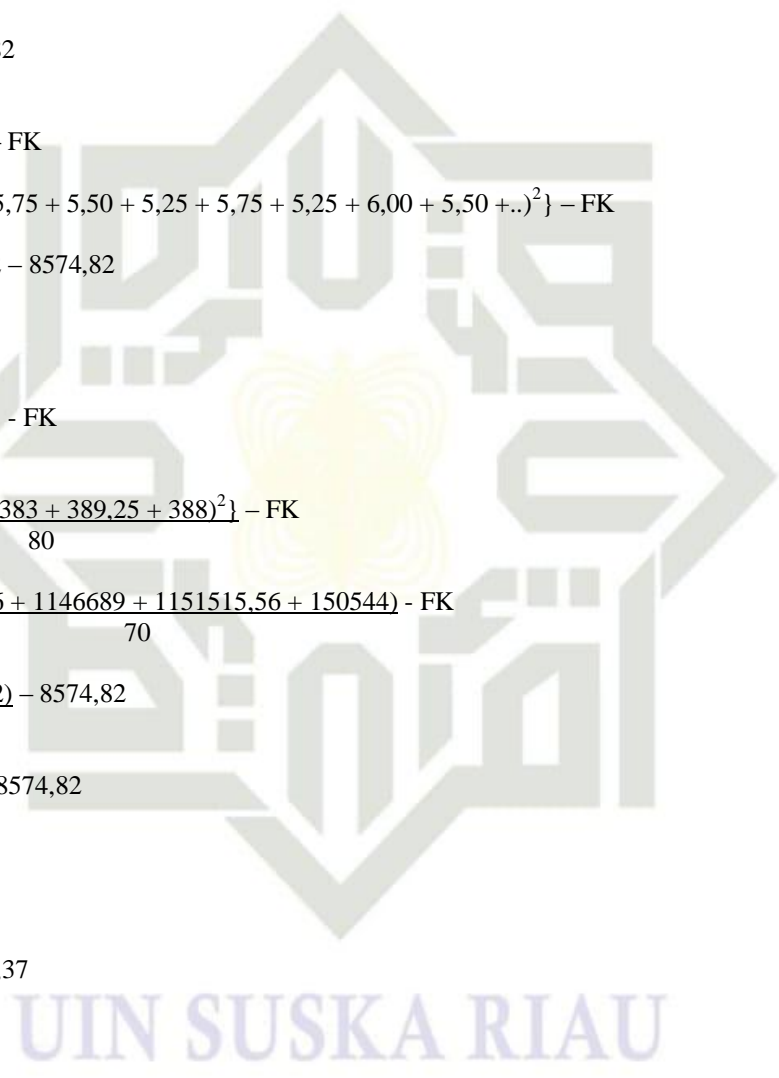 82
– FK
5,75 + 5,50 + 5,25 + 5,75 + 5,25 + 6,00 + 5,50 +..)²} – FK
– 8574,82
- FK
383 + 389,25 + 388)²} – FK
80
6 + 1146689 + 1151515,56 + 150544) - FK
70
2) – 8574,82
8574,82
,37
UIN SUSKA RIAU